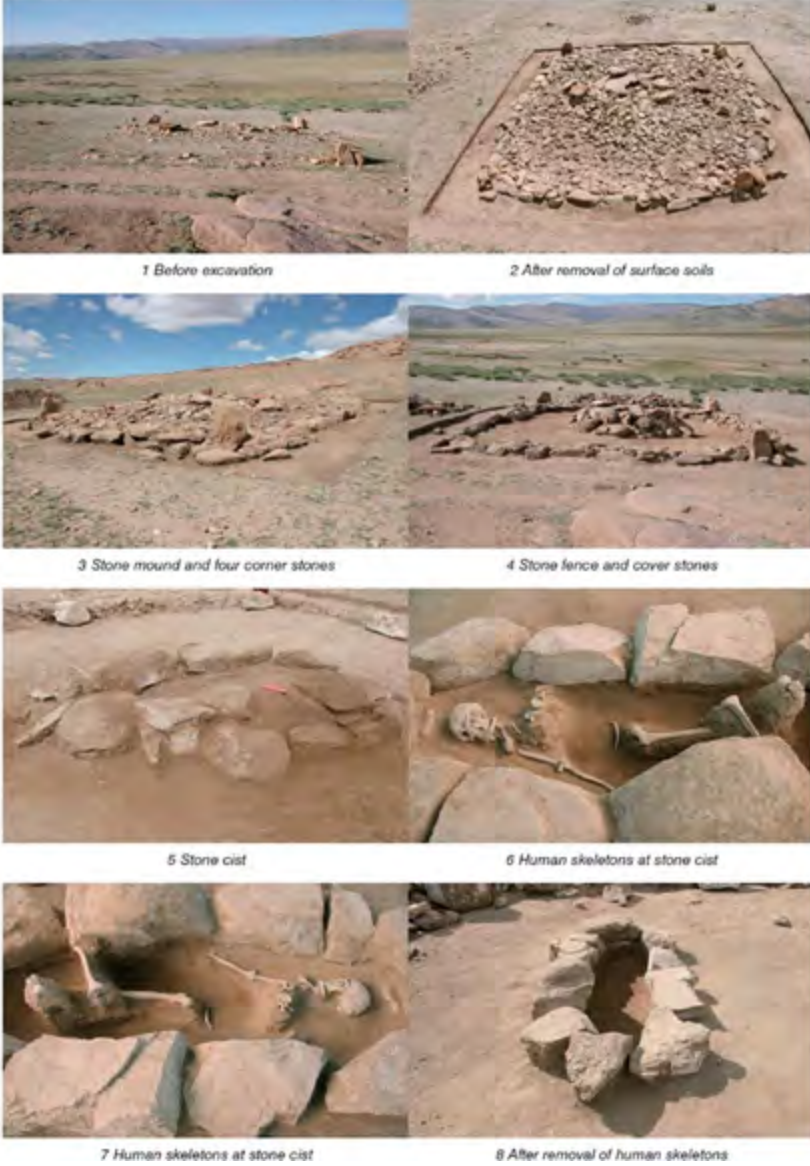 1 Before excavation
2 After removal of surface soils
3 Stone mound and four corner stones
4 Stone fence and cover stones
5 Stone cist
6 Human skeletons at stone cist
7 Human skeletons at stone cist
8 After removal of human skeletons